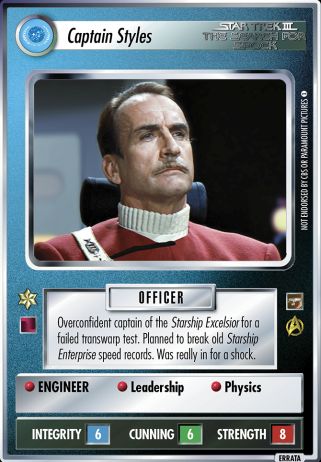 Captain Styles
STAR TREK III
THE SEARCH FOR
SPOCK
NOT ENDORSED BY CBS OR PARAMOUNT PICTURES
OFFICER
Overconfident captain of the Starship Excelsior for a
failed transwarp test. Planned to break old Starship
Enterprise speed records. Was really in for a shock.
ENGINEER Leadership Physics
INTEGRITY 6 CUNNING 6 STRENGTH 8
ERRATA